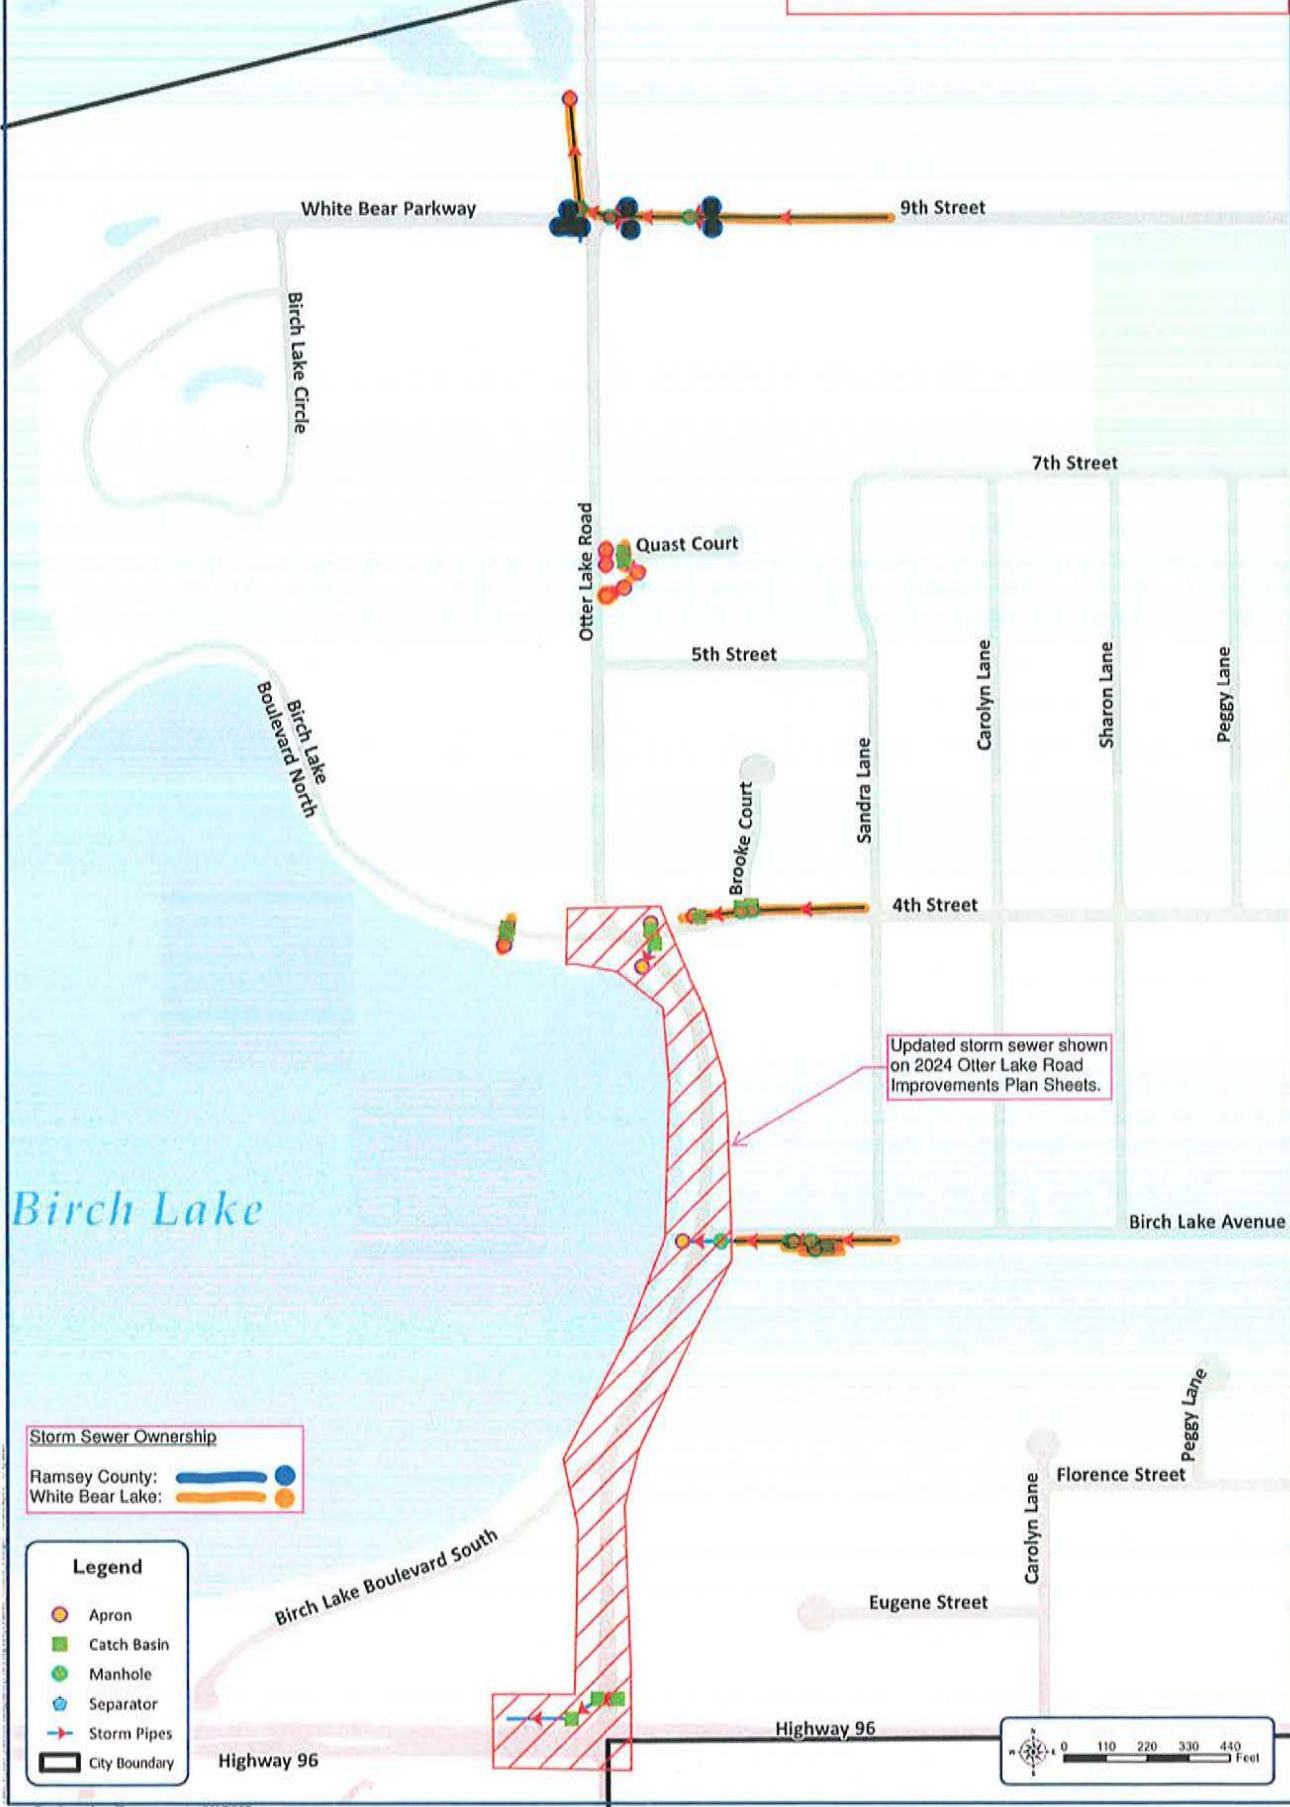 White Bear Parkway
9th Street
Birch Lake Circle
7th Street
Otter Lake Road
Quast Court
5th Street
Carolyn Lane
Sharon Lane
Peggy Lane
Birch Lake
Boulevard North
Sandra Lane
Brooke Court
4th Street
Updated storm sewer shown
on 2024 Otter Lake Road
Improvements Plan Sheets.
Birch Lake
Birch Lake Avenue
Peggy Lane
Storm Sewer Ownership
Ramsey County:
White Bear Lake:
Florence Street
Carolyn Lane
Birch Lake Boulevard South
Legend
Apron
Catch Basin
Manhole
Separator
Storm Pipes
City Boundary
Eugene Street
Highway 96
Highway 96
N
W E
S
0 110 220 330 440
Feet